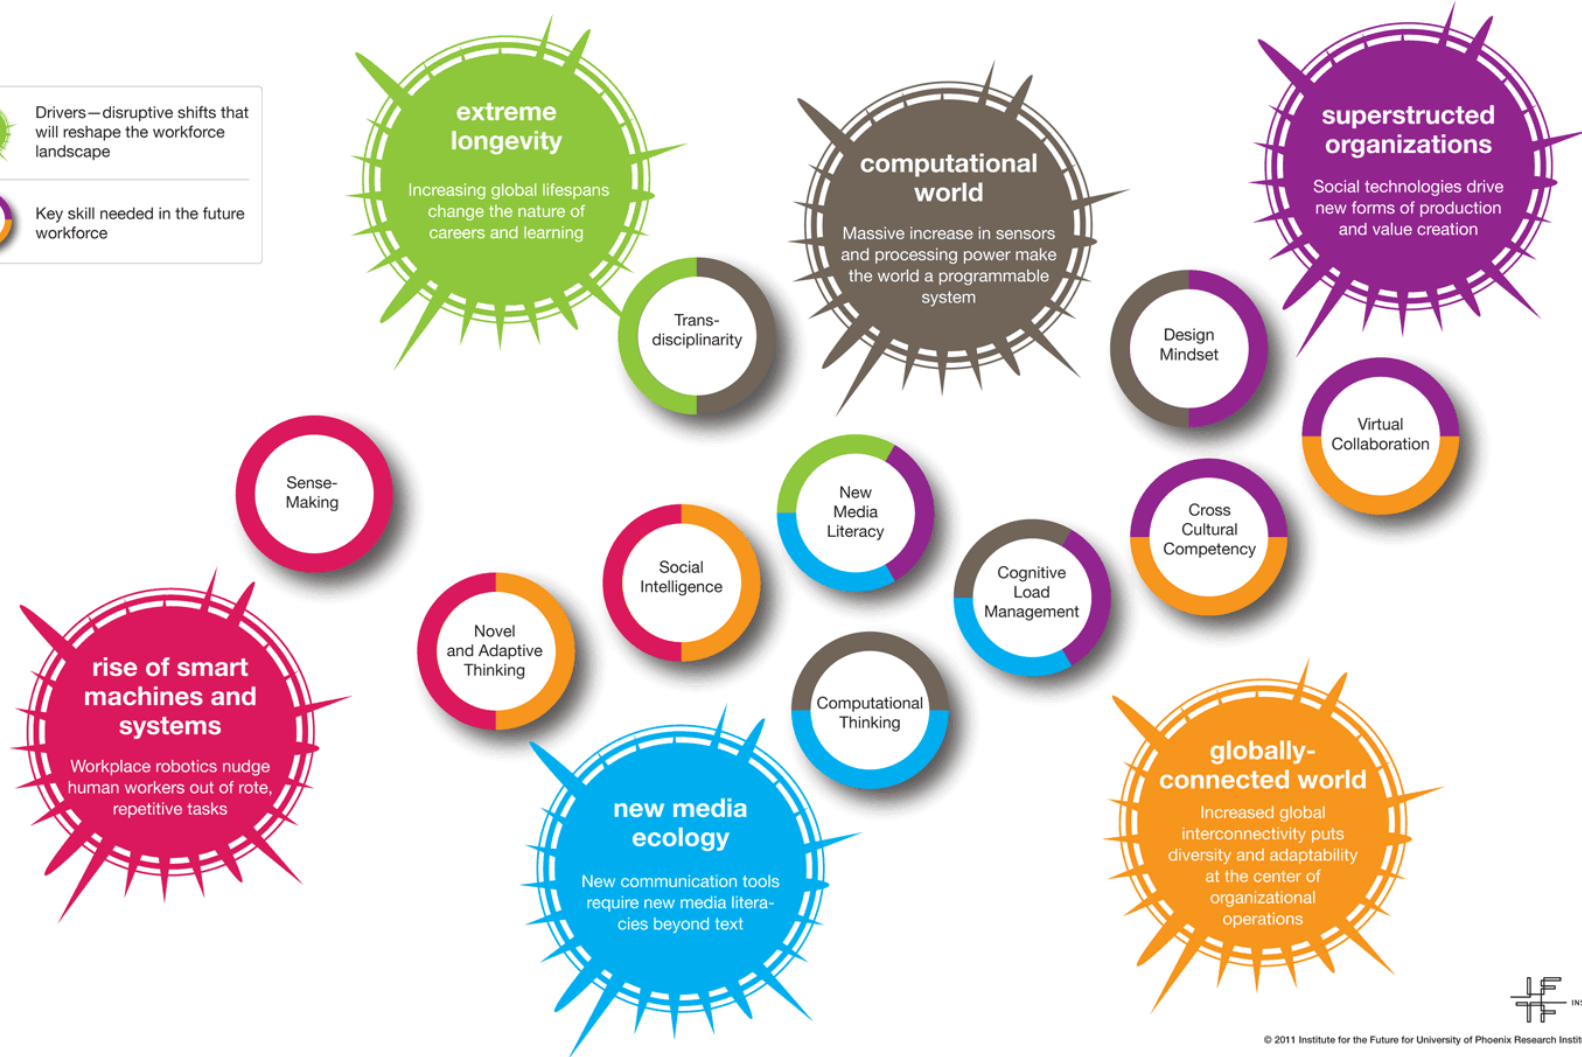 Drivers—disruptive shifts that
will reshape the workforce
landscape
Key skill needed in the future
workforce
extreme
longevity
Increasing global lifespans
change the nature of
careers and learning
computational
world
Massive increase in sensors
and processing power make
the world a programmable
system
superstructed
organizations
Social technologies drive
new forms of production
and value creation
Trans-
disciplinarity
Design
Mindset
Virtual
Collaboration
Sense-
Making
New
Media
Literacy
Cross
Cultural
Competency
Social
Intelligence
Cognitive
Load
Management
Novel
and Adaptive
Thinking
Computational
Thinking
rise of smart
machines and
systems
Workplace robotics nudge
human workers out of rote,
repetitive tasks
new media
ecology
New communication tools
require new media litera-
cies beyond text
globally-
connected world
Increased global
interconnectivity puts
diversity and adaptability
at the center of
organizational
operations
© 2011 Institute for the Future for University of Phoenix Research